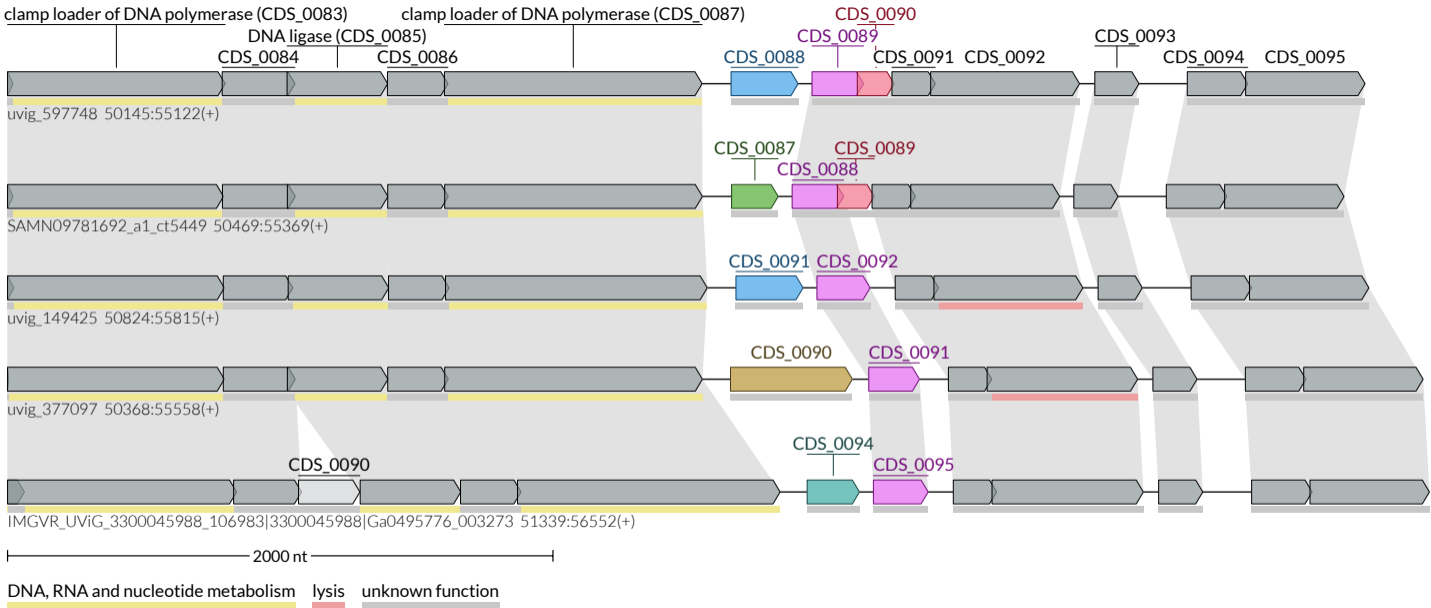 clamp loader of DNA polymerase (CDS_0083) clamp loader of DNA polymerase (CDS_0087) CDS_0090
DNA ligase (CDS_0085) CDS_0089 CDS_0093
CDS_0084 CDS_0086 CDS_0088 CDS_0091 CDS_0092 CDS_0094 CDS_0095
uvig_597748 50145:55122(+)
CDS_0087 CDS_0089
CDS_0088
SAMN09781692_a1_ct5449 50469:55369(+)
CDS_0091 CDS_0092
uvig_149425 50824:55815(+)
CDS_0090 CDS_0091
uvig_377097 50368:55558(+)
CDS_0094
CDS_0090 CDS_0095
IMGVR_UViG_3300045988_106983|3300045988|Ga0495776_003273 51339:56552(+)
2000 nt
DNA, RNA and nucleotide metabolism lysis unknown function